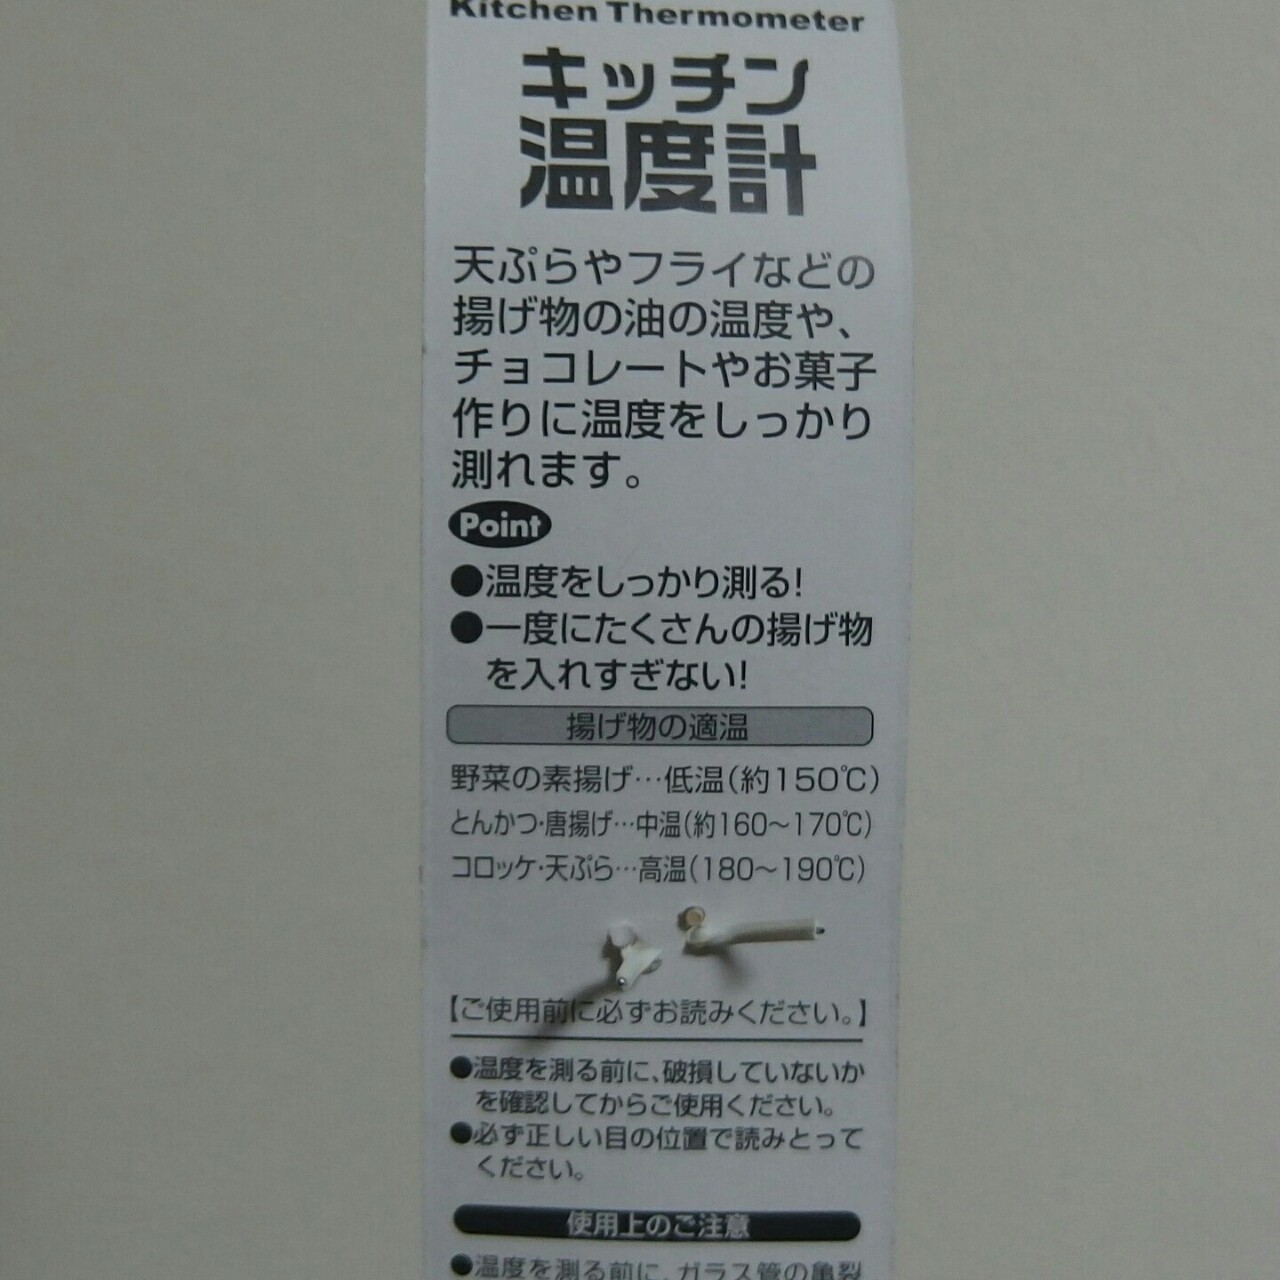 Kitchen Thermometer
キッチン
温度計
天ぷらやフライなどの
揚げ物の油の温度や、
チョコレートやお菓子
作りに温度をしっかり
測れます。
Point
●温度をしっかり測る!
●一度にたくさんの揚げ物
を入れすぎない!
揚げ物の適温
野菜の素揚げ…低温(約150℃)
とんかつ・唐揚げ…中温(約160〜170℃)
コロッケ・天ぷら…高温(180〜190℃)
【ご使用前に必ずお読みください。】
●温度を測る前に、破損していないか
を確認してからご使用ください。
●必ず正しい目の位置で読みとって
ください。
使用上のご注意
●温度を測る前に、ガラス管の亀裂